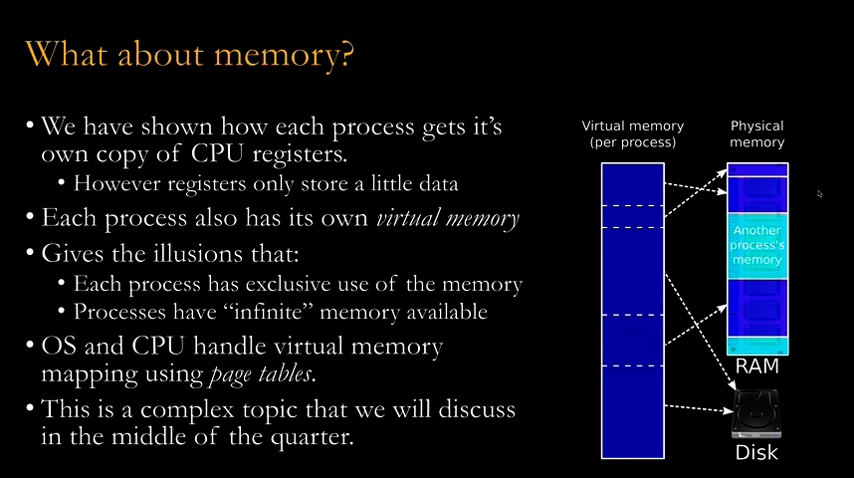 What about memory?
• We have shown how each process gets it's
own copy of CPU registers.
• However registers only store a little data
• Each process also has its own virtual memory
• Gives the illusions that:
• Each process has exclusive use of the memory
• Processes have “infinite” memory available
• OS and CPU handle virtual memory
mapping using page tables.
• This is a complex topic that we will discuss
in the middle of the quarter.
Virtual memory
(per process)
Physical
memory
Another
process's
memory
RAM
Disk